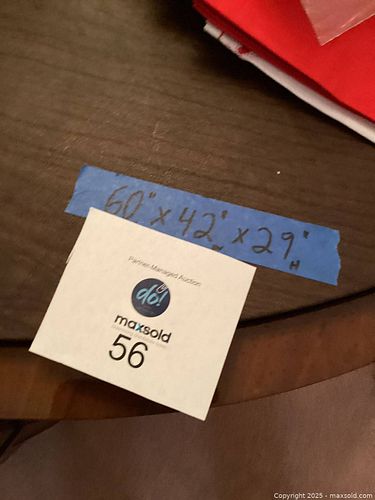 60" x 42" x 29"
W
H
Partner Managed Auction
do!
maxsold
56
Copyright 2025 - maxsold.com